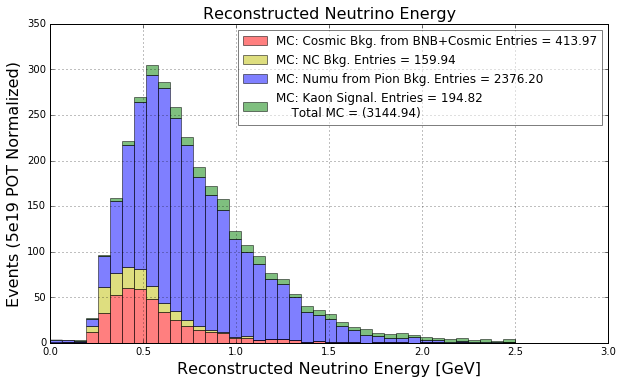 Reconstructed Neutrino Energy
MC: Cosmic Bkg. from BNB+Cosmic Entries = 413.97
MC: NC Bkg. Entries = 159.94
MC: Numu from Pion Bkg. Entries = 2376.20
MC: Kaon Signal. Entries = 194.82
Total MC = (3144.94)
Events (5e19 POT Normalized)
350
300
250
200
150
100
50
0
0.0 0.5 1.0 1.5 2.0 2.5 3.0
Reconstructed Neutrino Energy [GeV]